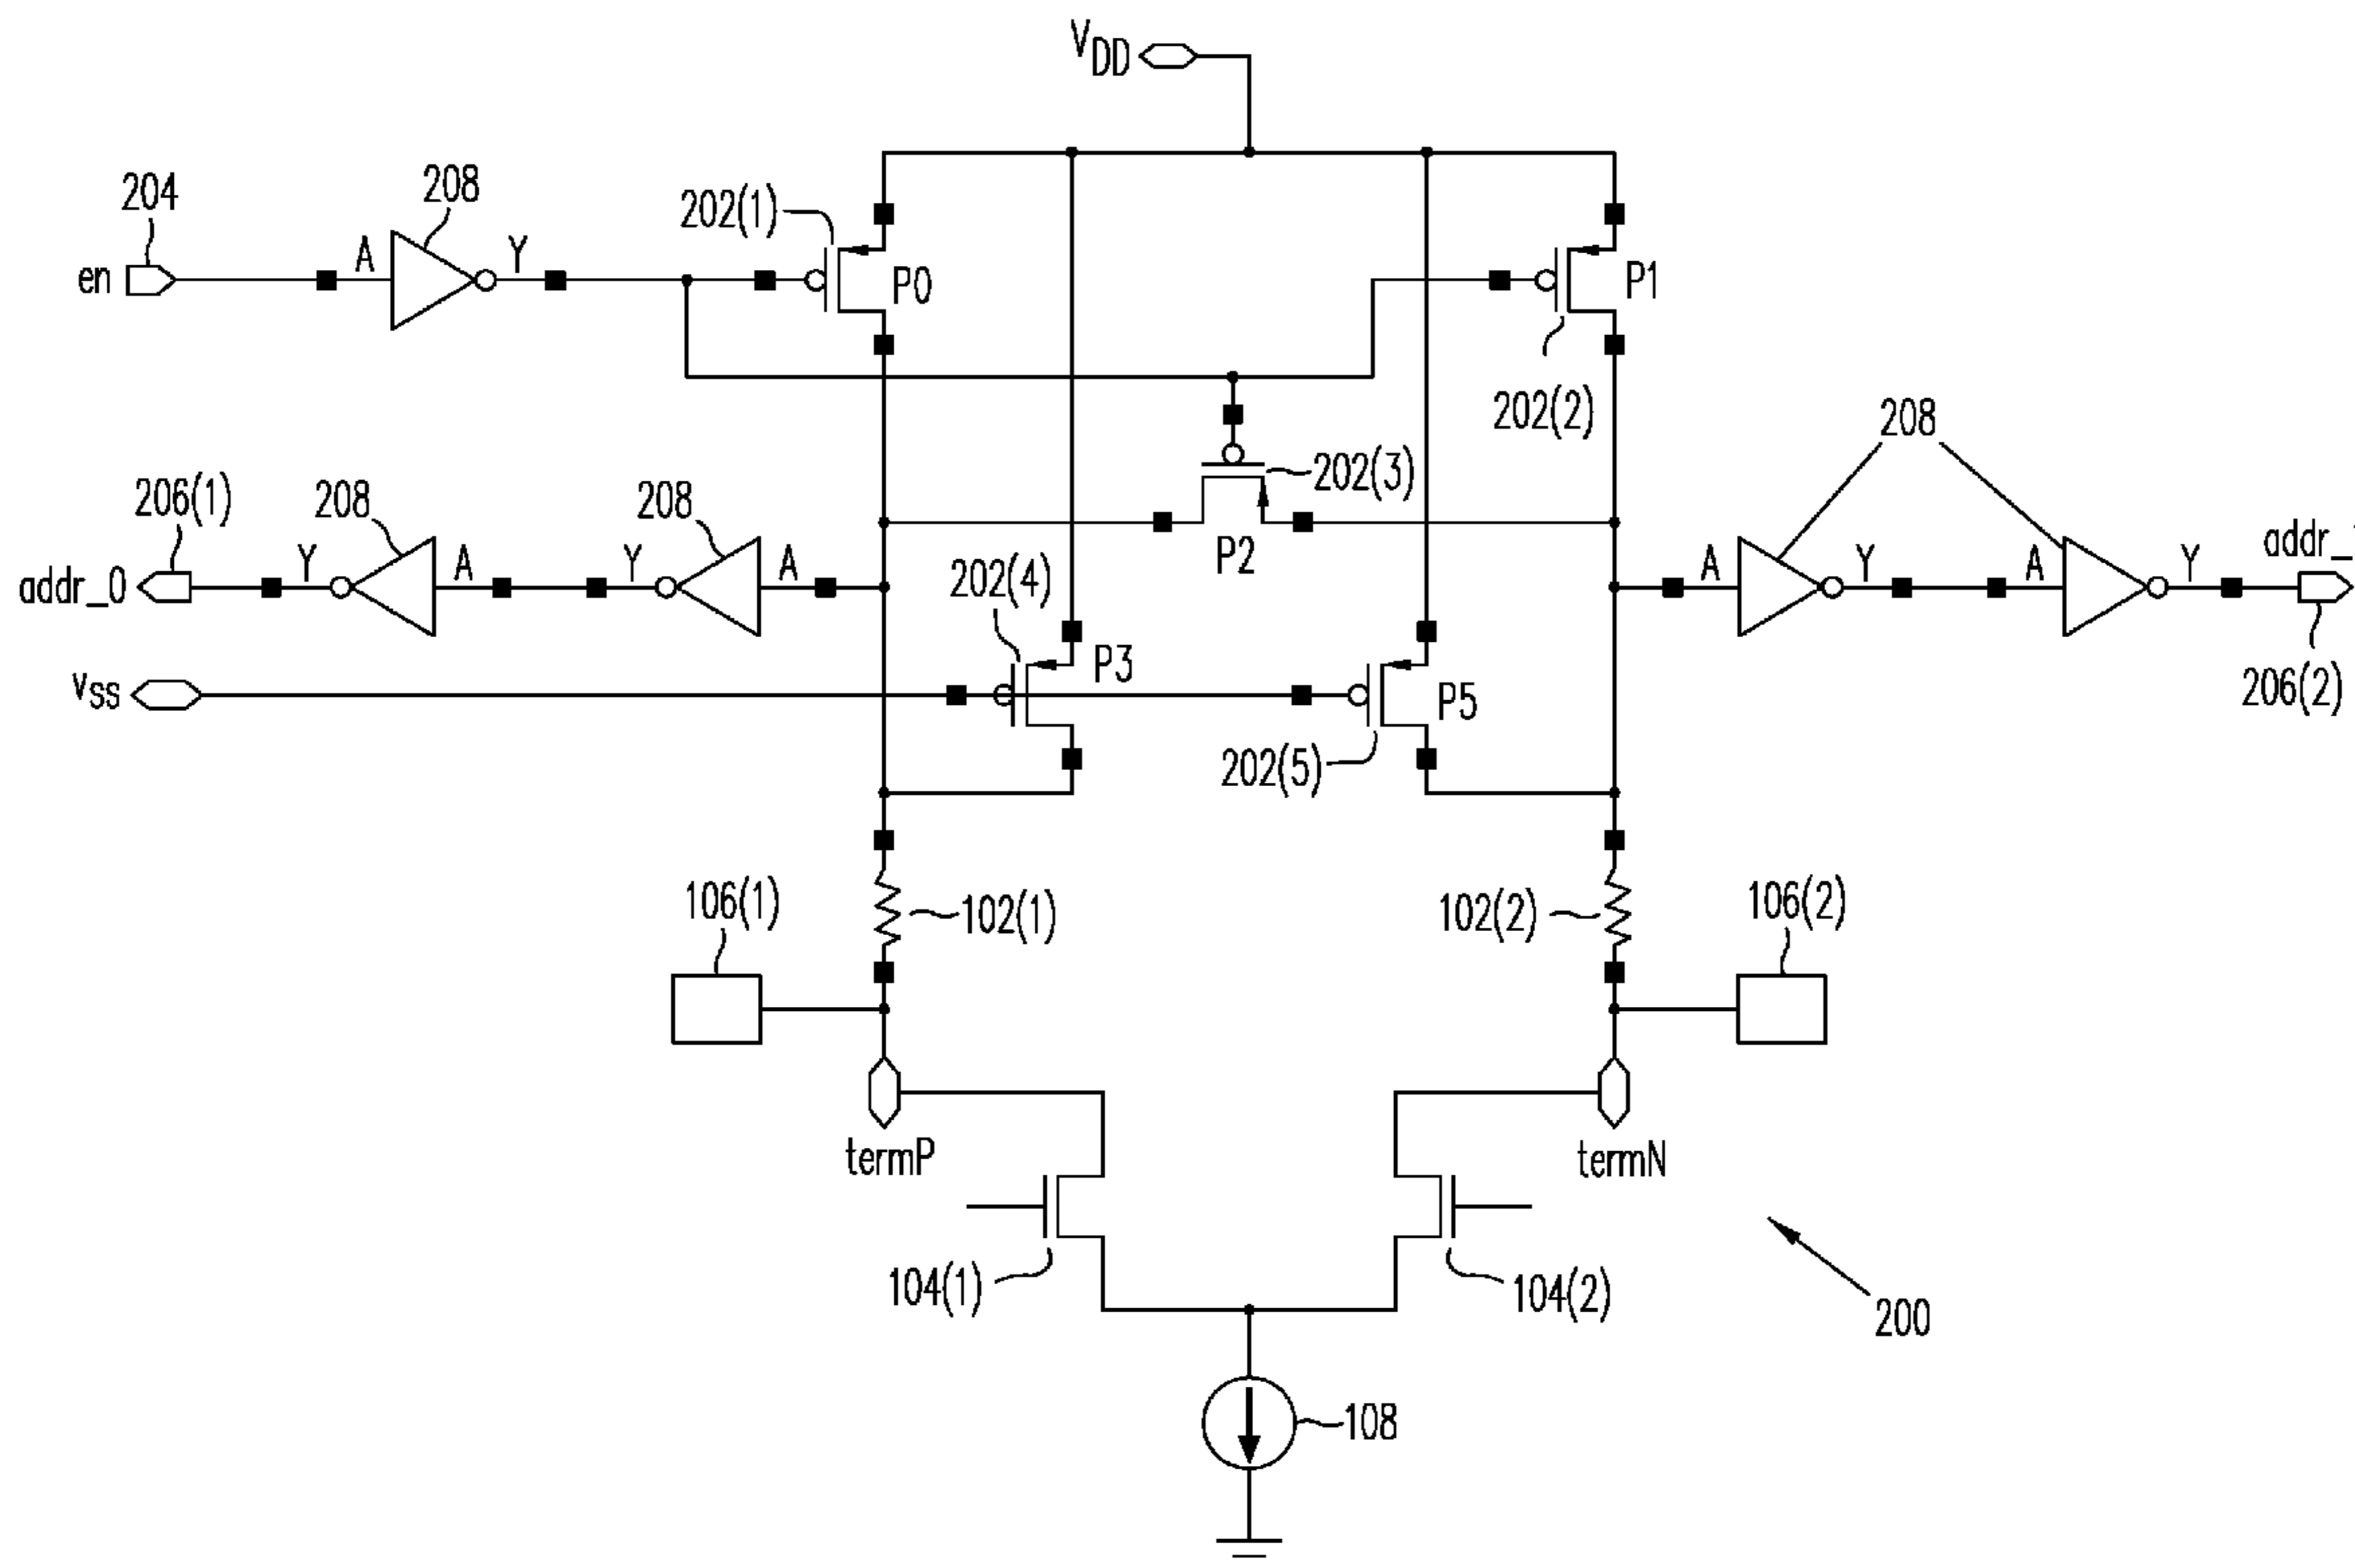 VDD
204
208
202(1)
en
A
Y
P0
P1
202(2)
208
206(1)
208
208
202(3)
addr_0
Y
A
Y
A
202(4)
P2
A
Y
A
Y
addr_
vss
P3
P5
206(2)
202(5)
106(1)
102(1)
102(2)
106(2)
termP
termN
104(1)
104(2)
200
108